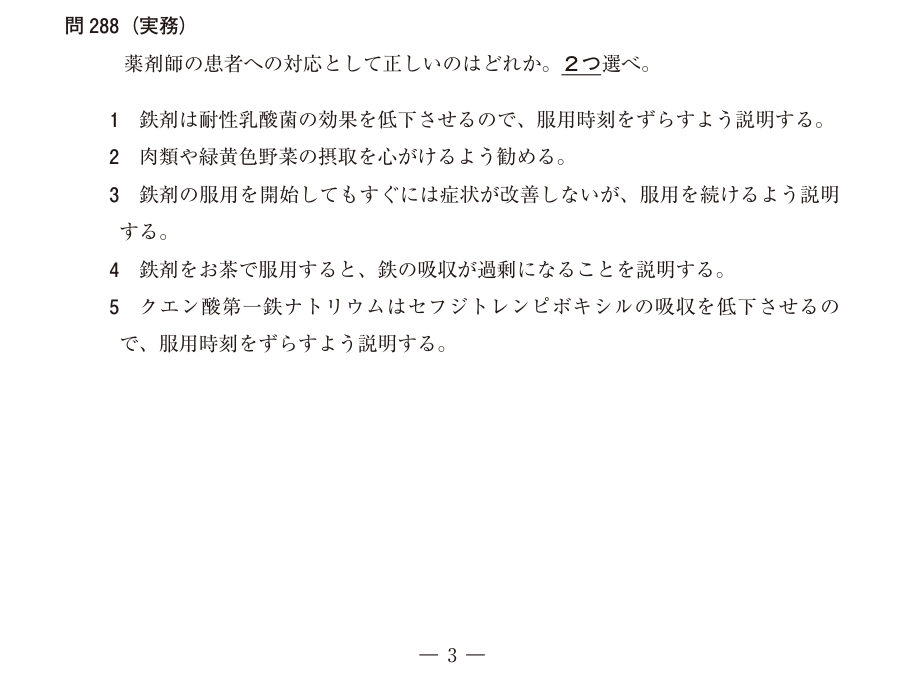 問 288（実務）
薬剤師の患者への対応として正しいのはどれか。２つ選べ。
1　鉄剤は耐性乳酸菌の効果を低下させるので、服用時刻をずらすよう説明する。
2　肉類や緑黄色野菜の摂取を心がけるよう勧める。
3　鉄剤の服用を開始してもすぐには症状が改善しないが、服用を続けるよう説明
する。
4　鉄剤をお茶で服用すると、鉄の吸収が過剰になることを説明する。
5　クエン酸第一鉄ナトリウムはセフジトレンピボキシルの吸収を低下させるの
で、服用時刻をずらすよう説明する。
― 3 ―